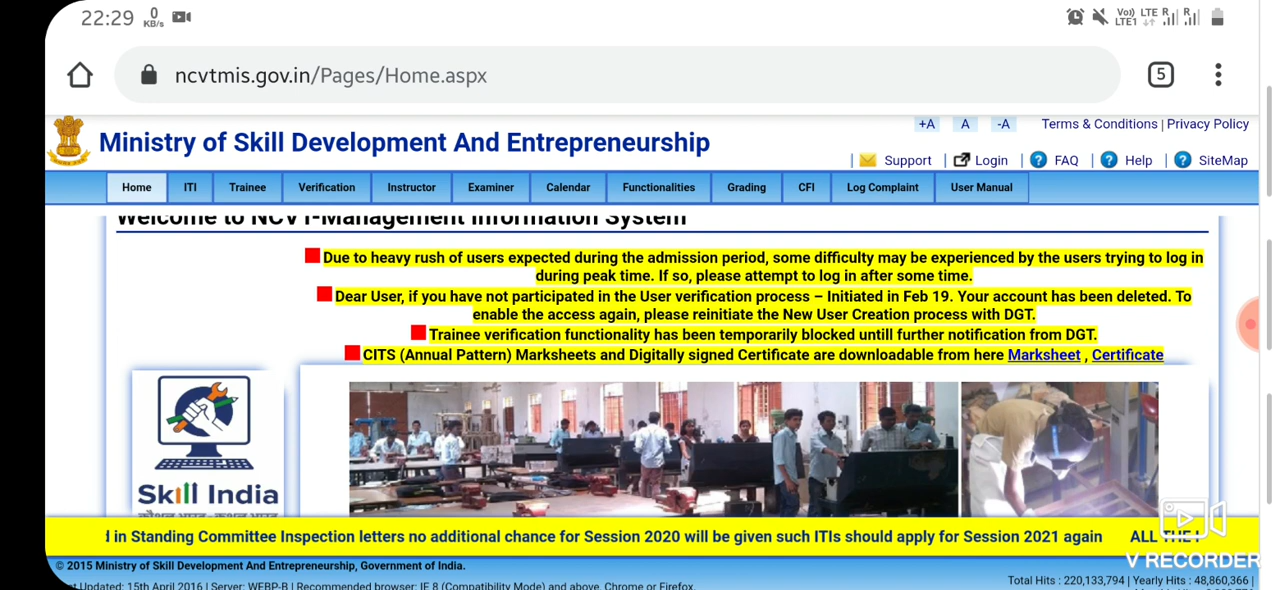 22:29 0 KB/s Vo)) LTE1 LTE R R
ncvtmis.gov.in/Pages/Home.aspx 5
+A A -A Terms & Conditions | Privacy Policy
Ministry of Skill Development And Entrepreneurship
| Support | Login | ? FAQ | ? Help | ? SiteMap
Home ITI Trainee Verification Instructor Examiner Calendar Functionalities Grading CFI Log Complaint User Manual
Welcome to NCVT-Management Information System
Due to heavy rush of users expected during the admission period, some difficulty may be experienced by the users trying to log in
during peak time. If so, please attempt to log in after some time.
Dear User, if you have not participated in the User verification process – Initiated in Feb 19. Your account has been deleted. To
enable the access again, please reinitiate the New User Creation process with DGT.
Trainee verification functionality has been temporarily blocked untill further notification from DGT.
CITS (Annual Pattern) Marksheets and Digitally signed Certificate are downloadable from here Marksheet , Certificate
Skill India
d in Standing Committee Inspection letters no additional chance for Session 2020 will be given such ITIs should apply for Session 2021 again ALL THE
V RECORDER
© 2015 Ministry of Skill Development And Entrepreneurship, Government of India.
Updated: 15th April 2016 | Server: WEBP-B | Recommended browser: IE 8 (Compatibility Mode) and above, Chrome or Firefox.
Total Hits : 220,133,794 | Yearly Hits : 48,860,366 |